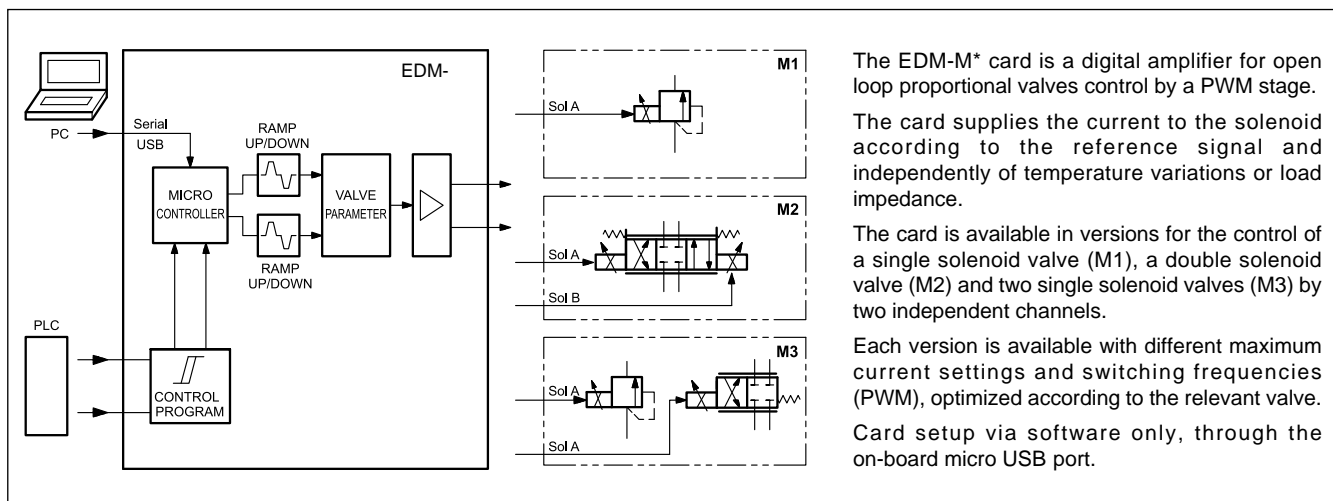 EDM-
PC
Serial
USB
RAMP
UP/DOWN
MICRO
CONTROLLER
VALVE
PARAMETER
RAMP
UP/DOWN
PLC
CONTROL
PROGRAM
M1
Sol A
M2
Sol A
Sol B
M3
Sol A
Sol A
The EDM-M* card is a digital amplifier for open
loop proportional valves control by a PWM stage.
The card supplies the current to the solenoid
according to the reference signal and
independently of temperature variations or load
impedance.
The card is available in versions for the control of
a single solenoid valve (M1), a double solenoid
valve (M2) and two single solenoid valves (M3) by
two independent channels.
Each version is available with different maximum
current settings and switching frequencies
(PWM), optimized according to the relevant valve.
Card setup via software only, through the
on-board micro USB port.